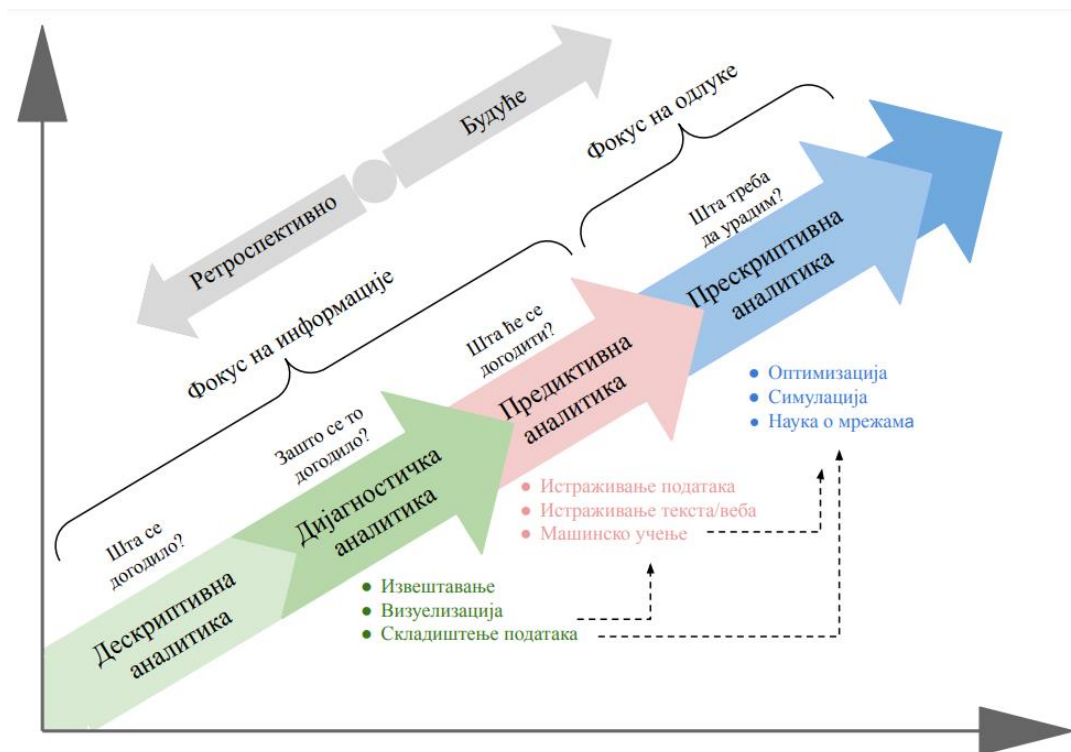 Будуће
Ретроспективно
Фокус на одлуке
Фокус на информације
Шта треба
да урадим?
Прескриптивна
аналитика
Шта ће се
догодити?
Предиктивна
аналитика
Зашто се то
догодило?
Дијагностичка
аналитика
Шта се
догодило?
Дескриптивна
аналитика
● Оптимизација
● Симулација
● Наука о мрежама
● Истраживање података
● Истраживање текста/веба
● Машинско учење
● Извештавање
● Визуелизација
● Складиштење података